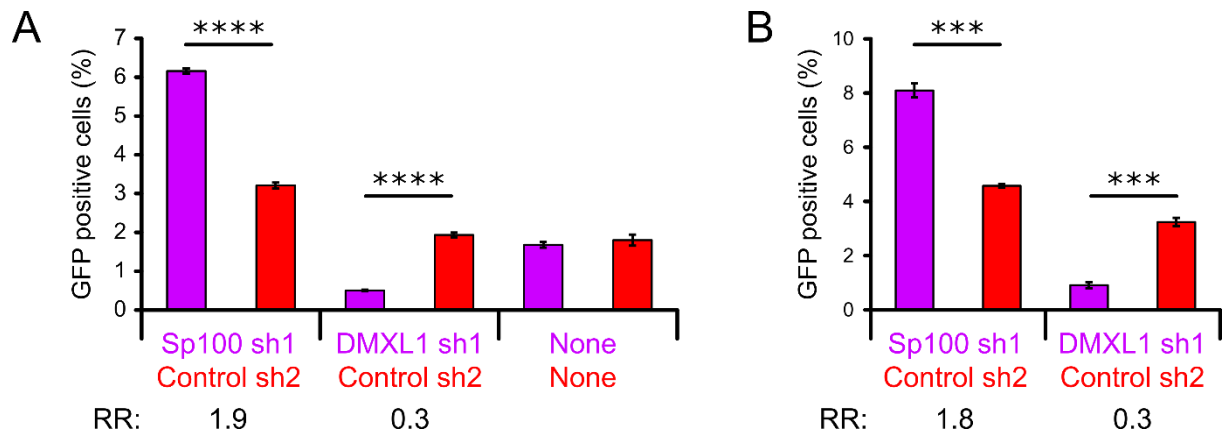 A
GFP positive cells (%)
7
6
5
4
3
2
1
0
****
****
Sp100 sh1 DMXL1 sh1 None
Control sh2 Control sh2 None
RR: 1.9 0.3
B
GFP positive cells (%)
10
8
6
4
2
0
***
***
Sp100 sh1 DMXL1 sh1
Control sh2 Control sh2
RR: 1.8 0.3